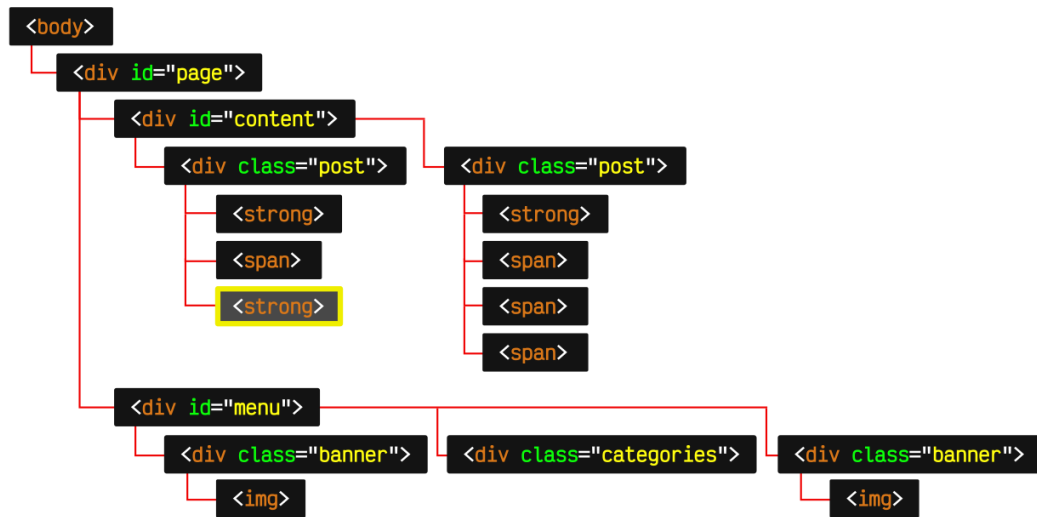 <body>
<div id="page">
<div id="content">
<div class="post"> <div class="post">
<strong> <strong>
<span> <span>
<strong> <span>
<span>
<div id="menu">
<div class="banner"> <div class="categories"> <div class="banner">
<img> <img>